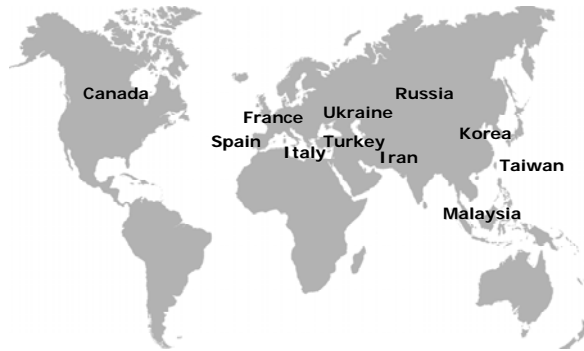 Canada
Russia
Ukraine
France
Korea
Spain
Turkey
Italy
Iran
Taiwan
Malaysia